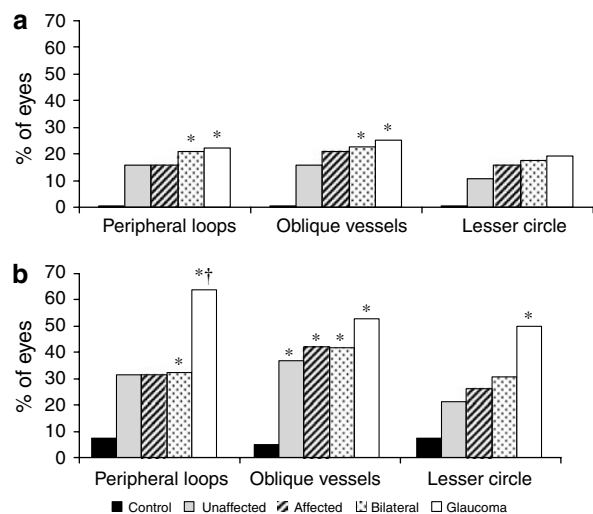 a
% of eyes
70
60
50
40
30
20
10
0
* *
* *
Peripheral loops Oblique vessels Lesser circle
b
% of eyes
70
60
50
40
30
20
10
0
*†
*
* * * *
*
Peripheral loops Oblique vessels Lesser circle
Control Unaffected Affected Bilateral Glaucoma